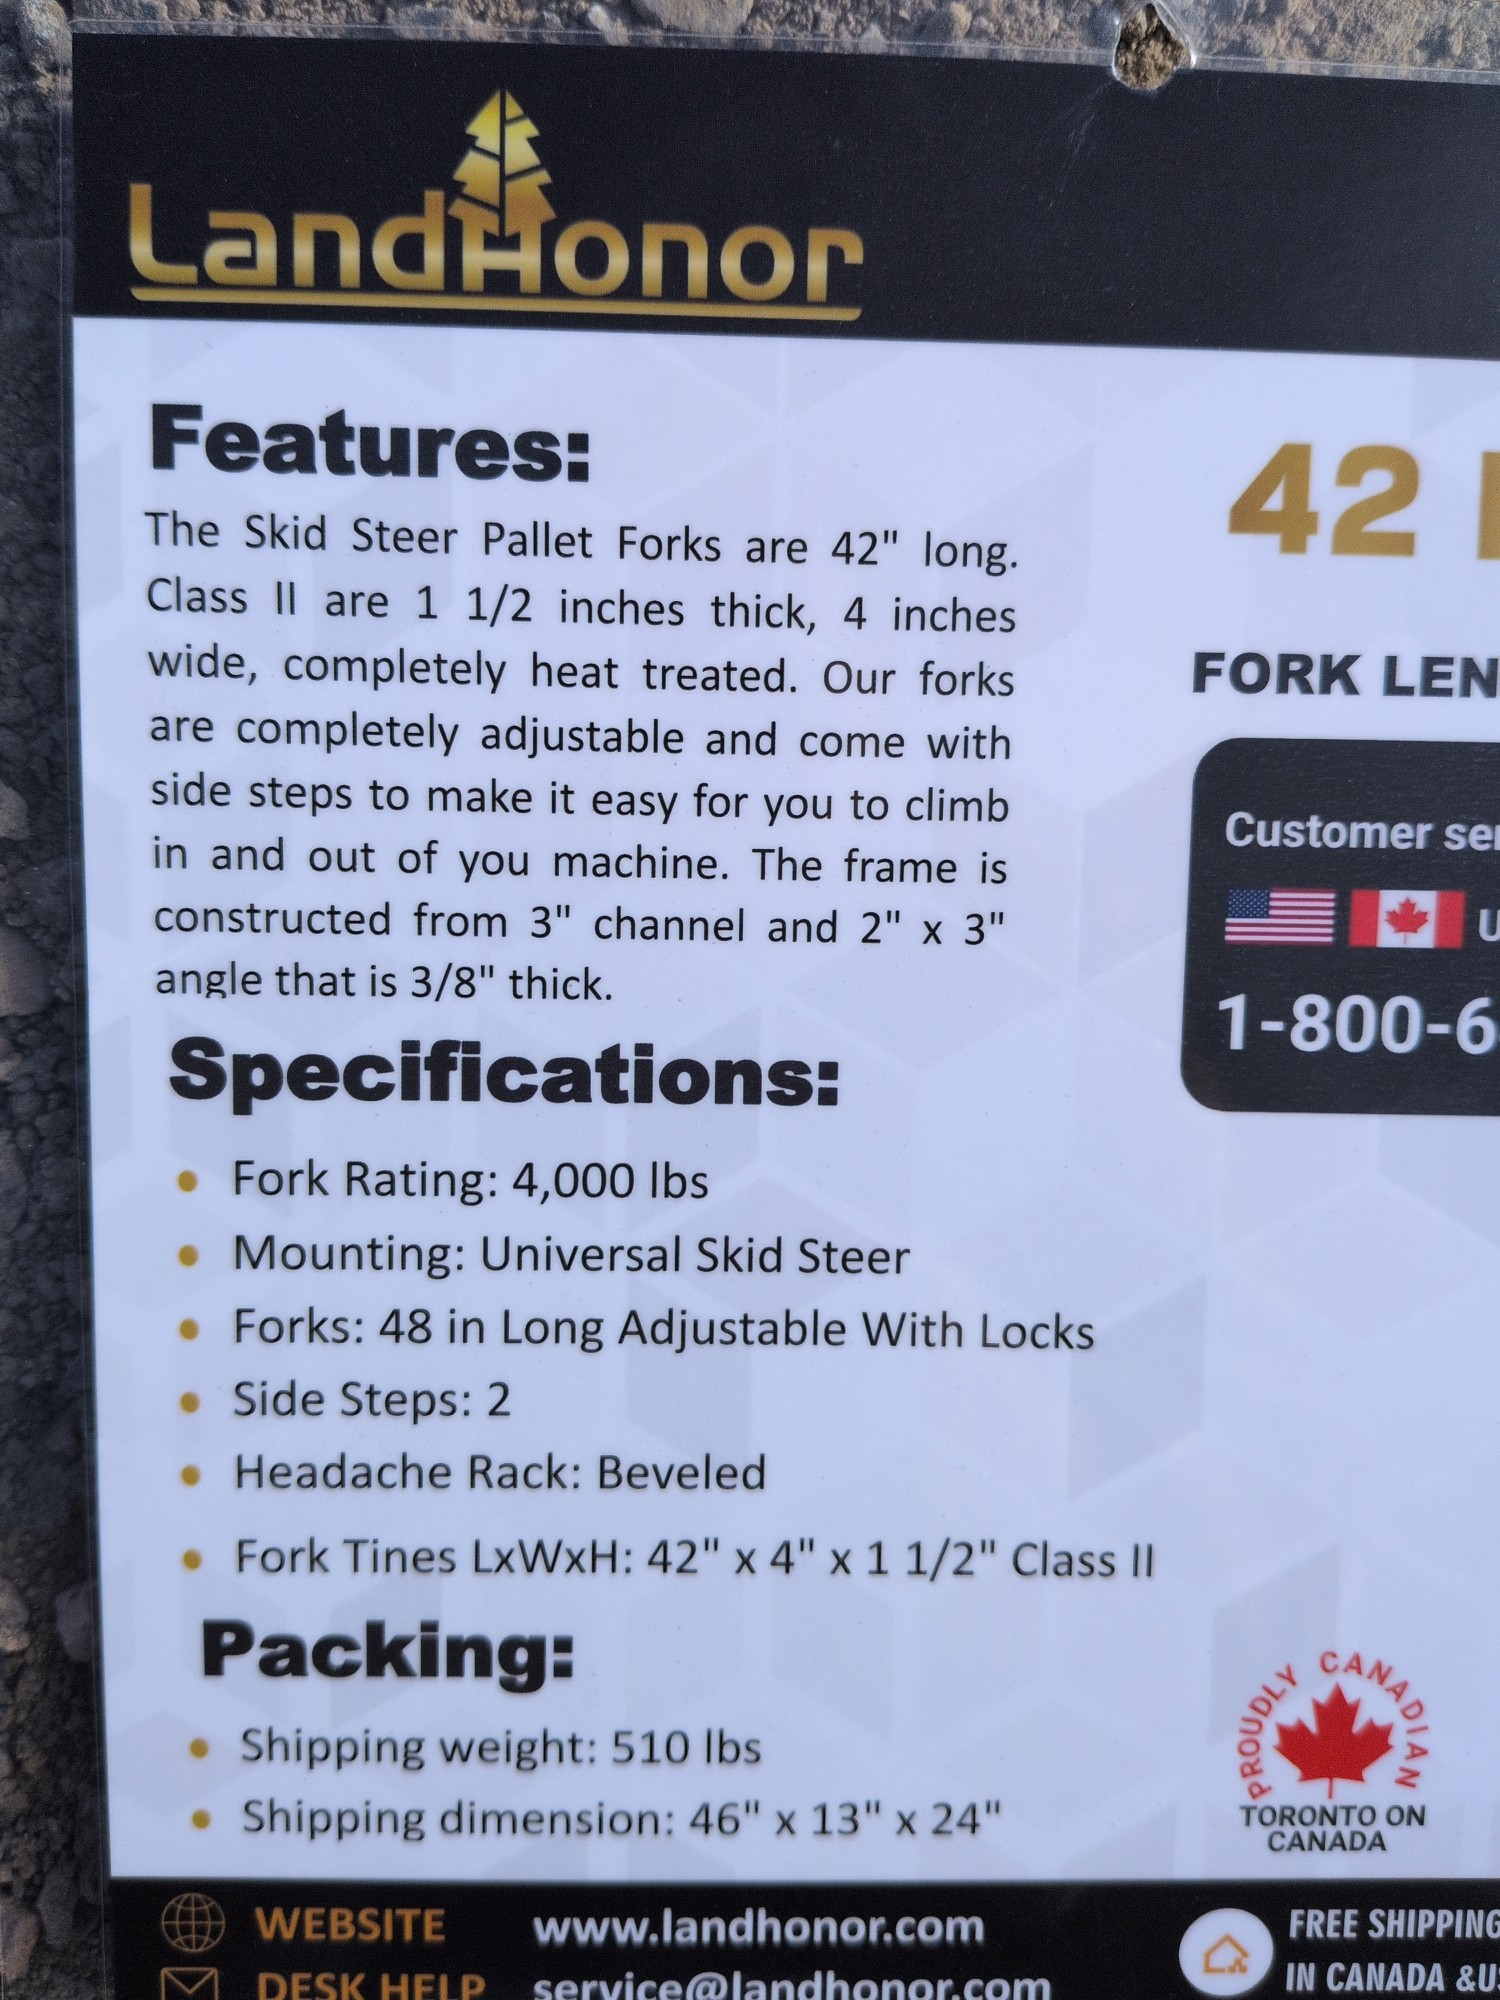 LandHonor
Features:
The Skid Steer Pallet Forks are 42" long.
Class II are 1 1/2 inches thick, 4 inches
wide, completely heat treated. Our forks
are completely adjustable and come with
side steps to make it easy for you to climb
in and out of you machine. The frame is
constructed from 3" channel and 2" x 3"
angle that is 3/8" thick.
Specifications:
Fork Rating: 4,000 lbs
Mounting: Universal Skid Steer
Forks: 48 in Long Adjustable With Locks
Side Steps: 2
Headache Rack: Beveled
Fork Tines LxWxH: 42" x 4" x 1 1/2" Class II
Packing:
Shipping weight: 510 lbs
Shipping dimension: 46" x 13" x 24"
42
FORK
Customer
1-800-6
PROUDLY CANADIAN
TORONTO ON
CANADA
WEBSITE www.landhonor.com
DESK HELP service@landhonor.com
FREE SHIPPING
IN CANADA &